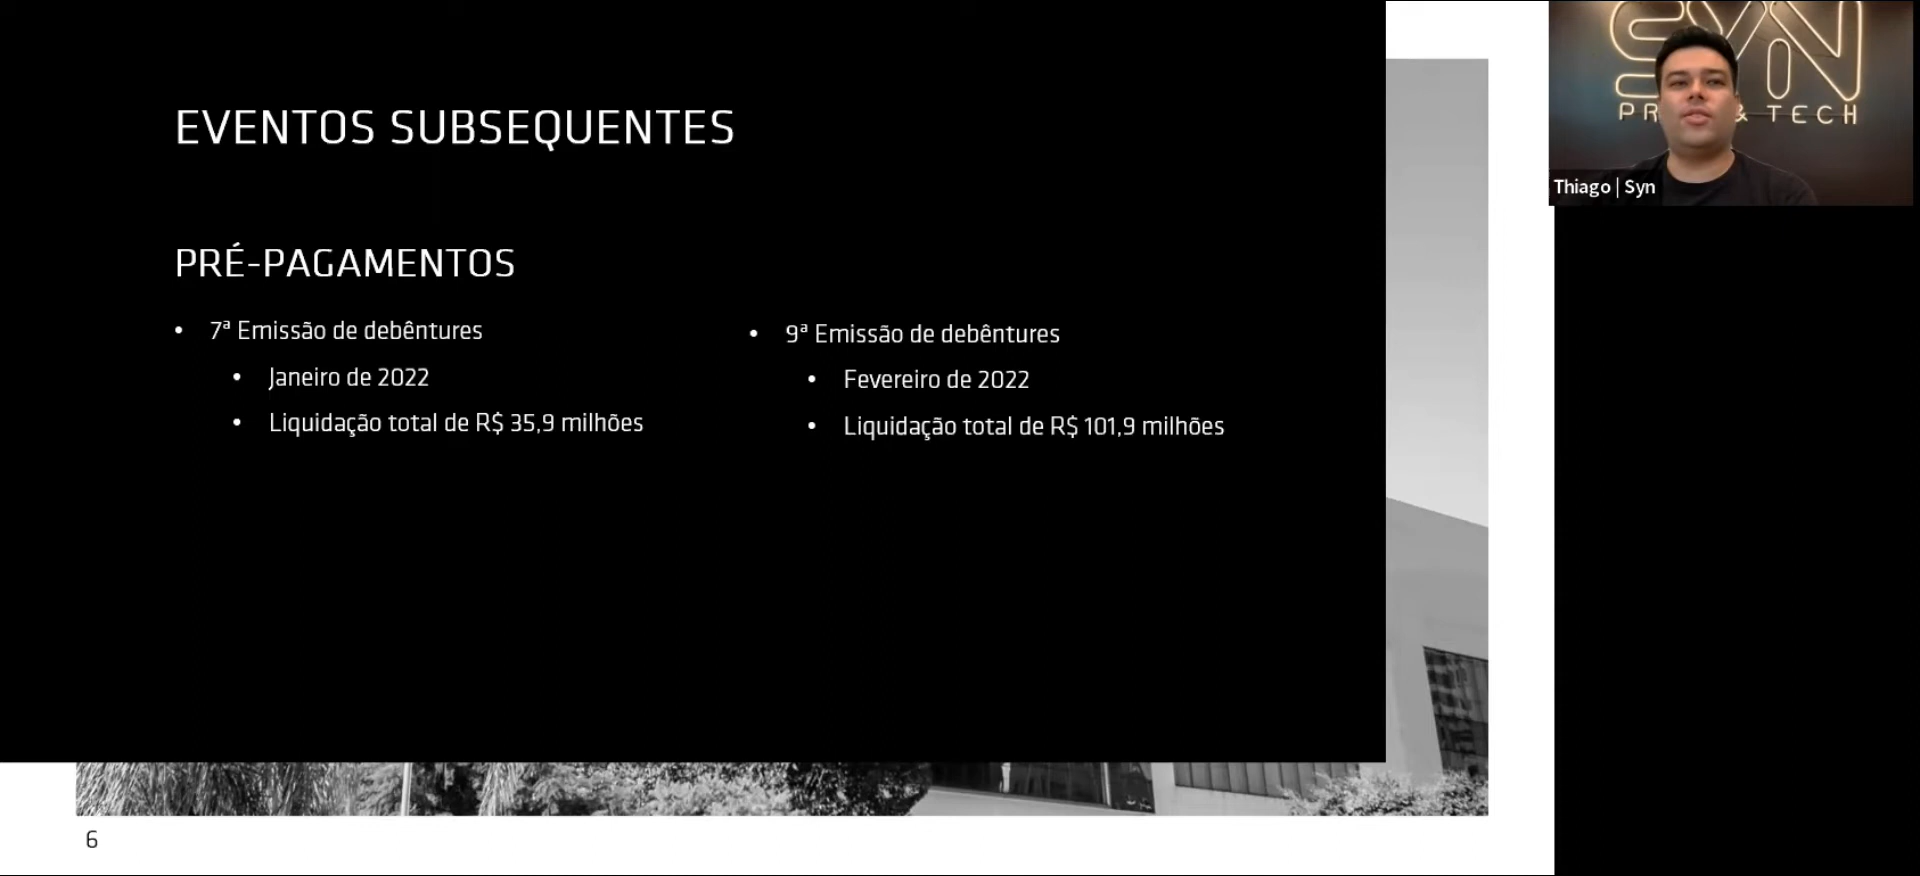 EVENTOS SUBSEQUENTES
PRÉ-PAGAMENTOS
• 7ª Emissão de debêntures
• Janeiro de 2022
• Liquidação total de R$ 35,9 milhões
• 9ª Emissão de debêntures
• Fevereiro de 2022
• Liquidação total de R$ 101,9 milhões
6
SYN
& TECH
Thiago | Syn